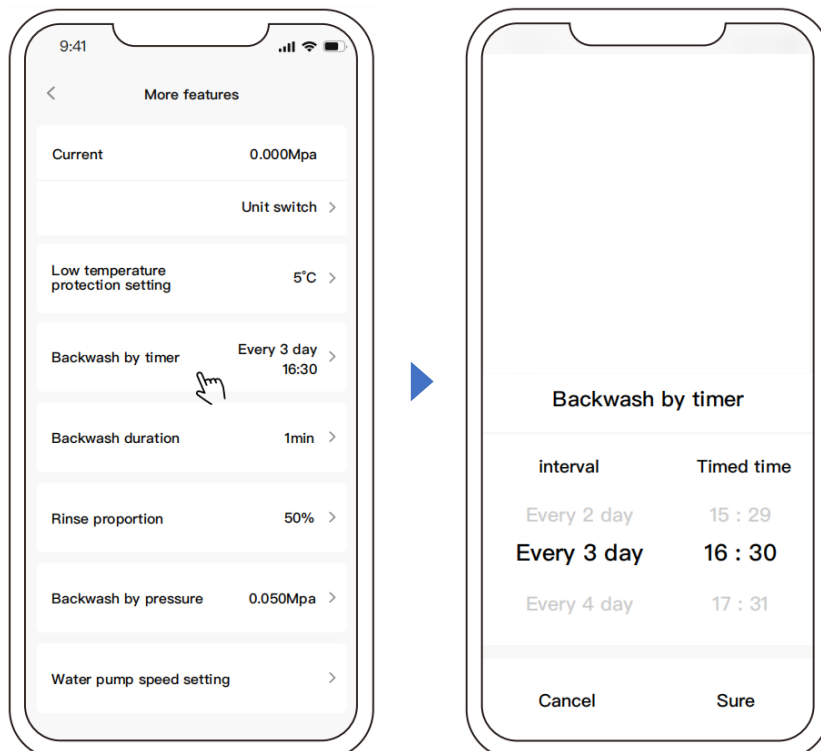 9:41
More features
Current 0.000Mpa
Unit switch
Low temperature
protection setting
5°C
Backwash by timer
Every 3 day
16:30
Backwash duration 1min
Rinse proportion 50%
Backwash by pressure 0.050Mpa
Water pump speed setting
Backwash by timer
interval Timed time
Every 2 day 15 : 29
Every 3 day 16 : 30
Every 4 day 17 : 31
Cancel Sure